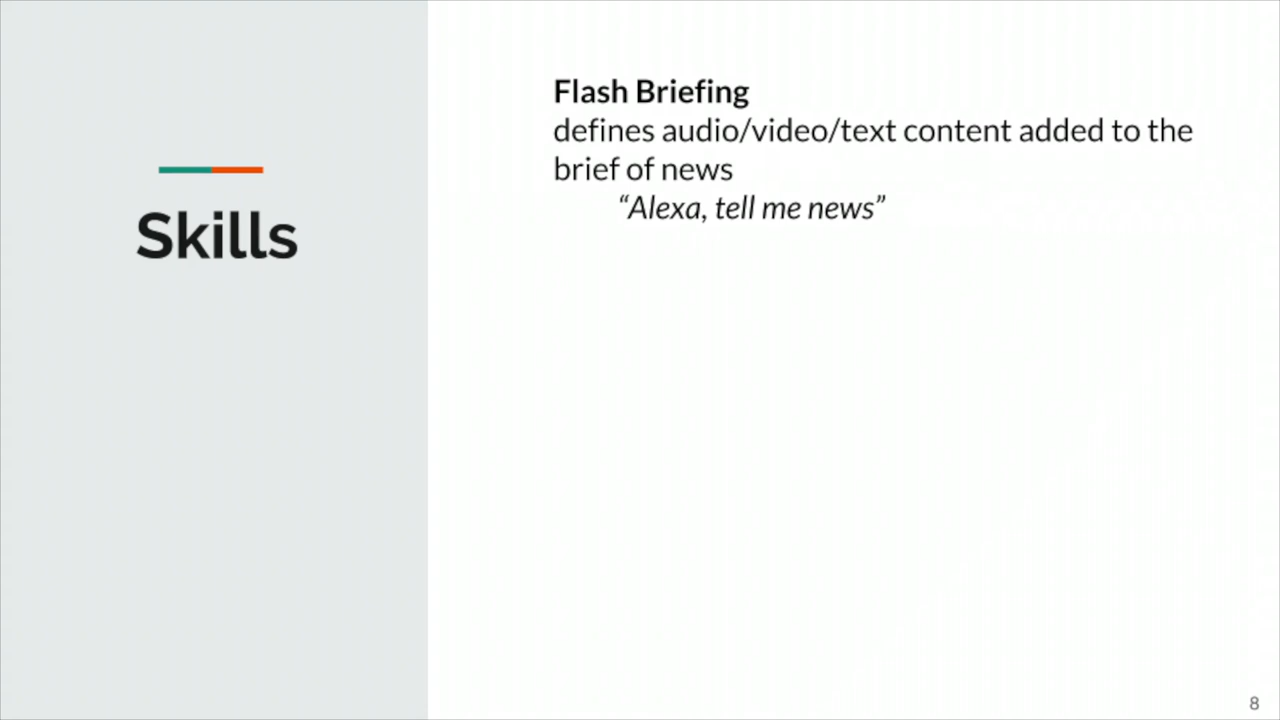 Skills
Flash Briefing
defines audio/video/text content added to the
brief of news
“Alexa, tell me news”
8